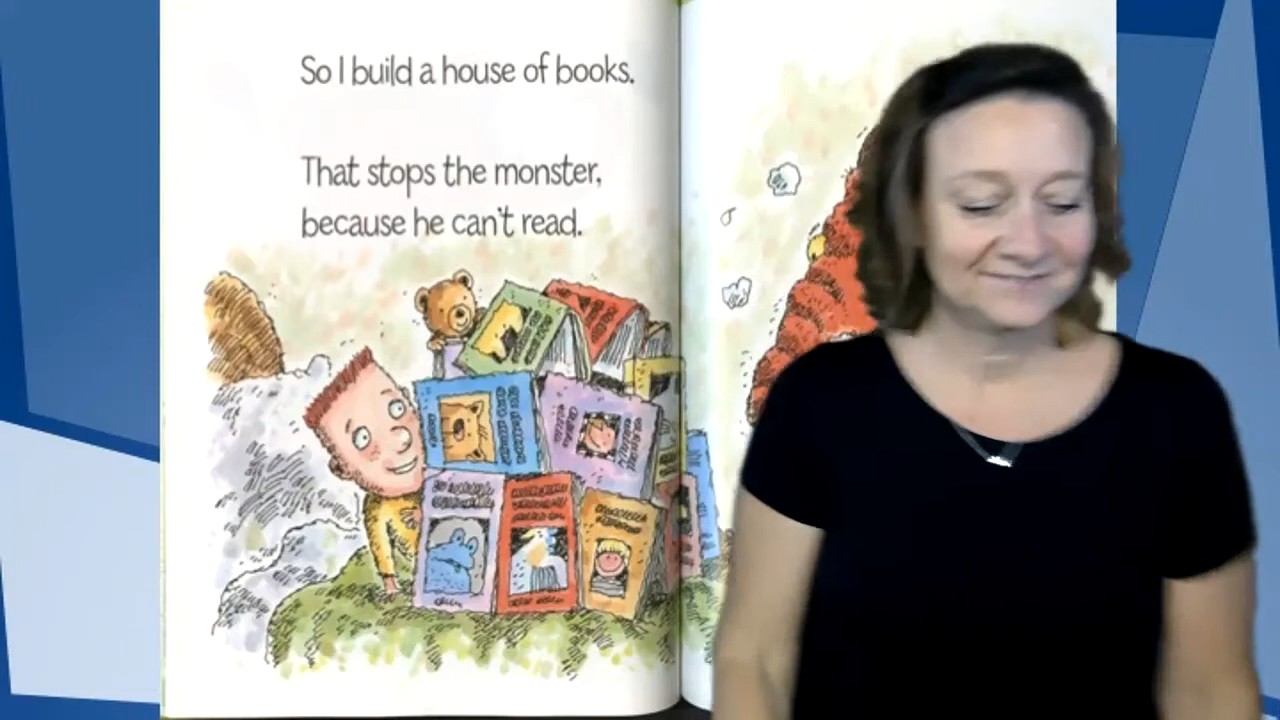 So I build a house of books.
That stops the monster,
because he can't read.